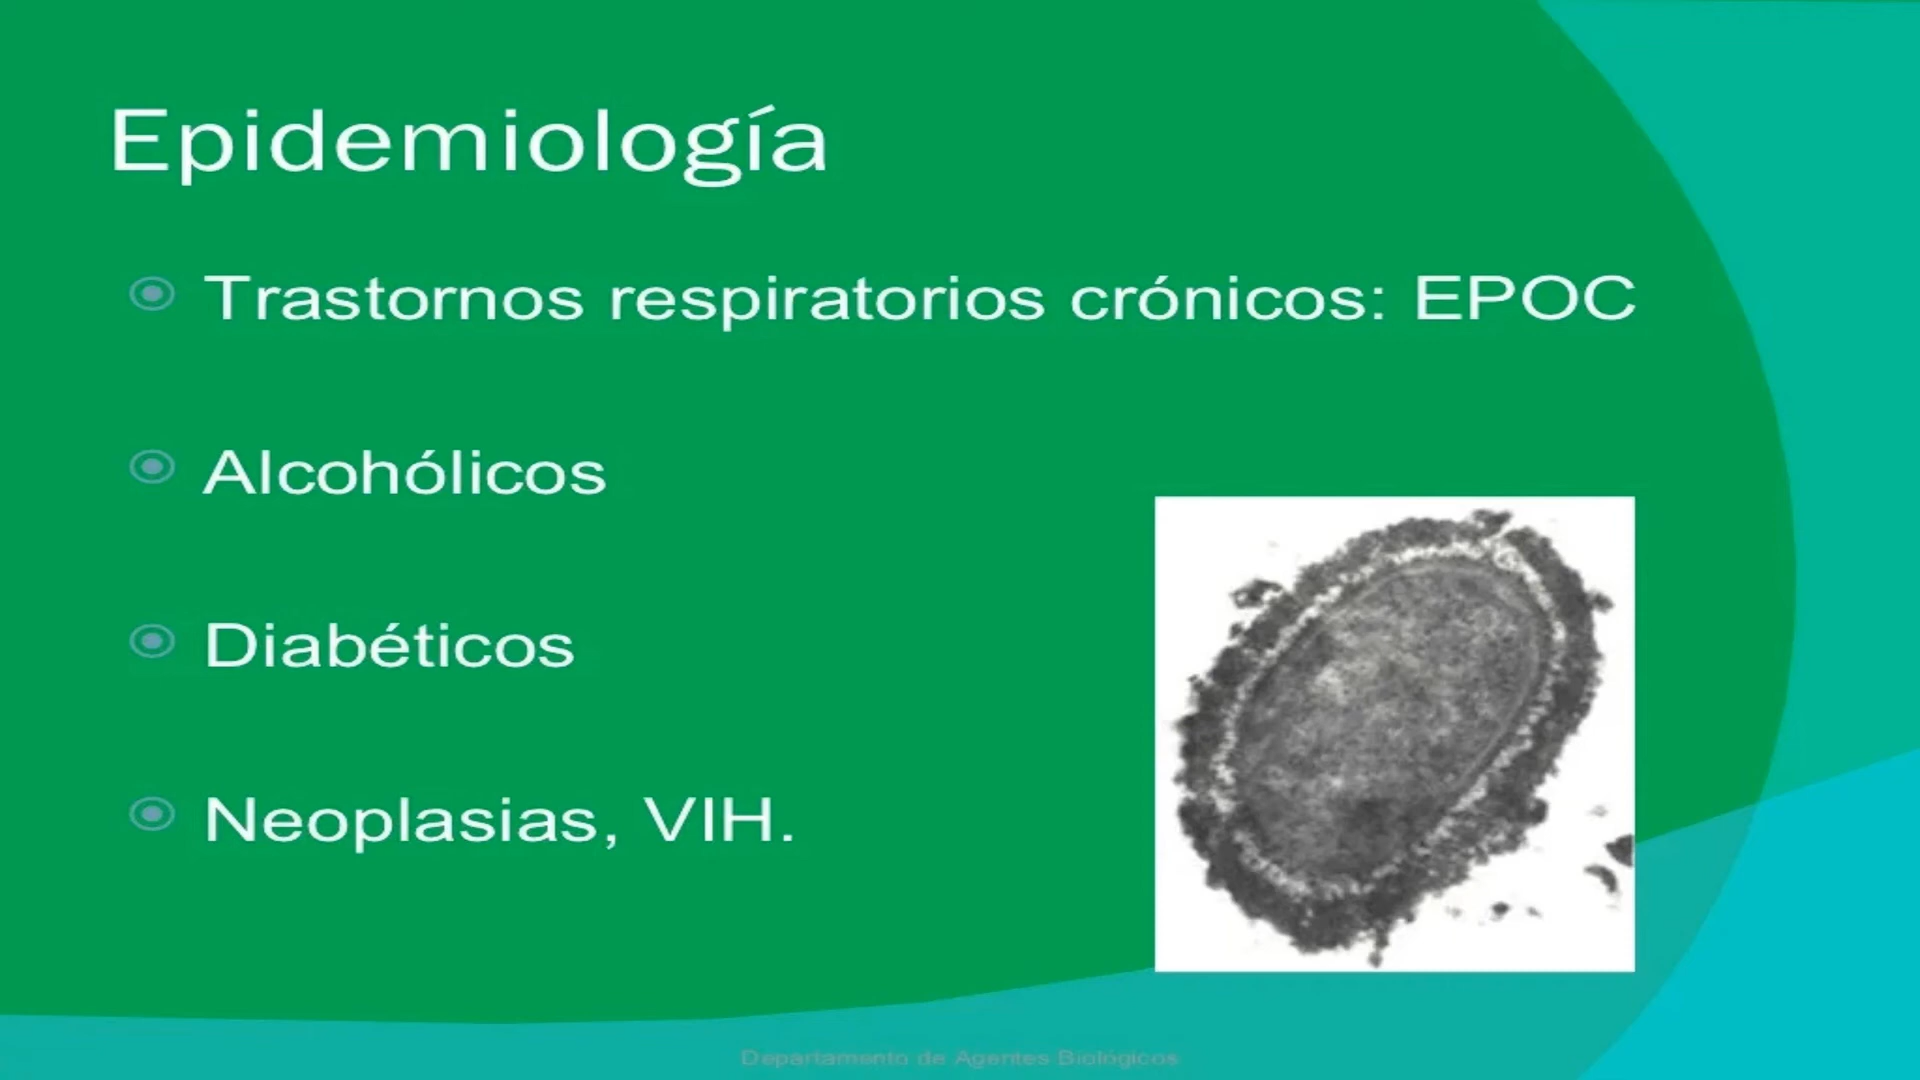 Epidemiología
Trastornos respiratorios crónicos: EPOC
Alcohólicos
Diabéticos
Neoplasias, VIH.
Departamento de Agentes Biológicos